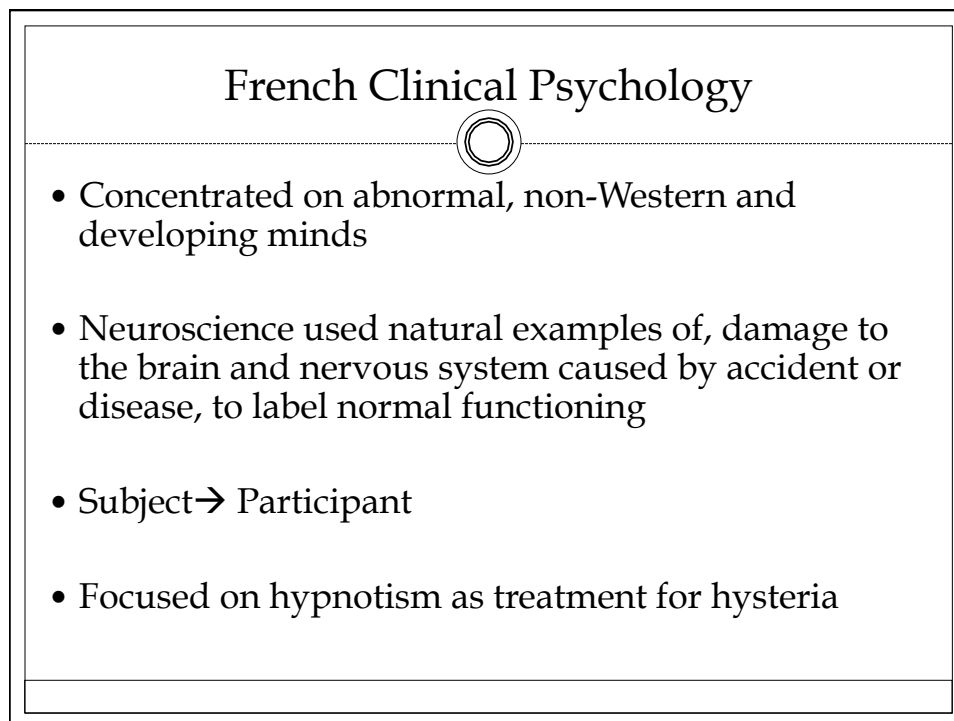 French Clinical Psychology
• Concentrated on abnormal, non-Western and
developing minds
• Neuroscience used natural examples of, damage to
the brain and nervous system caused by accident or
disease, to label normal functioning
• Subject→ Participant
• Focused on hypnotism as treatment for hysteria